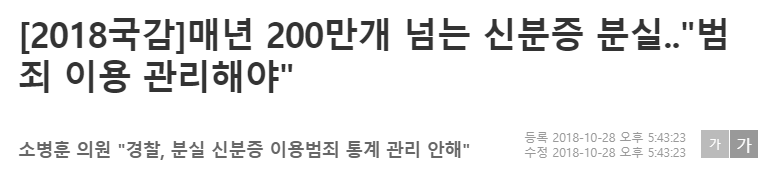 [2018국감]매년 200만개 넘는 신분증 분실.."범
죄 이용 관리해야"
소병훈 의원 "경찰, 분실 신분증 이용범죄 통계 관리 안해"
등록 2018-10-28 오후 5:43:23
수정 2018-10-28 오후 5:43:23
가 가